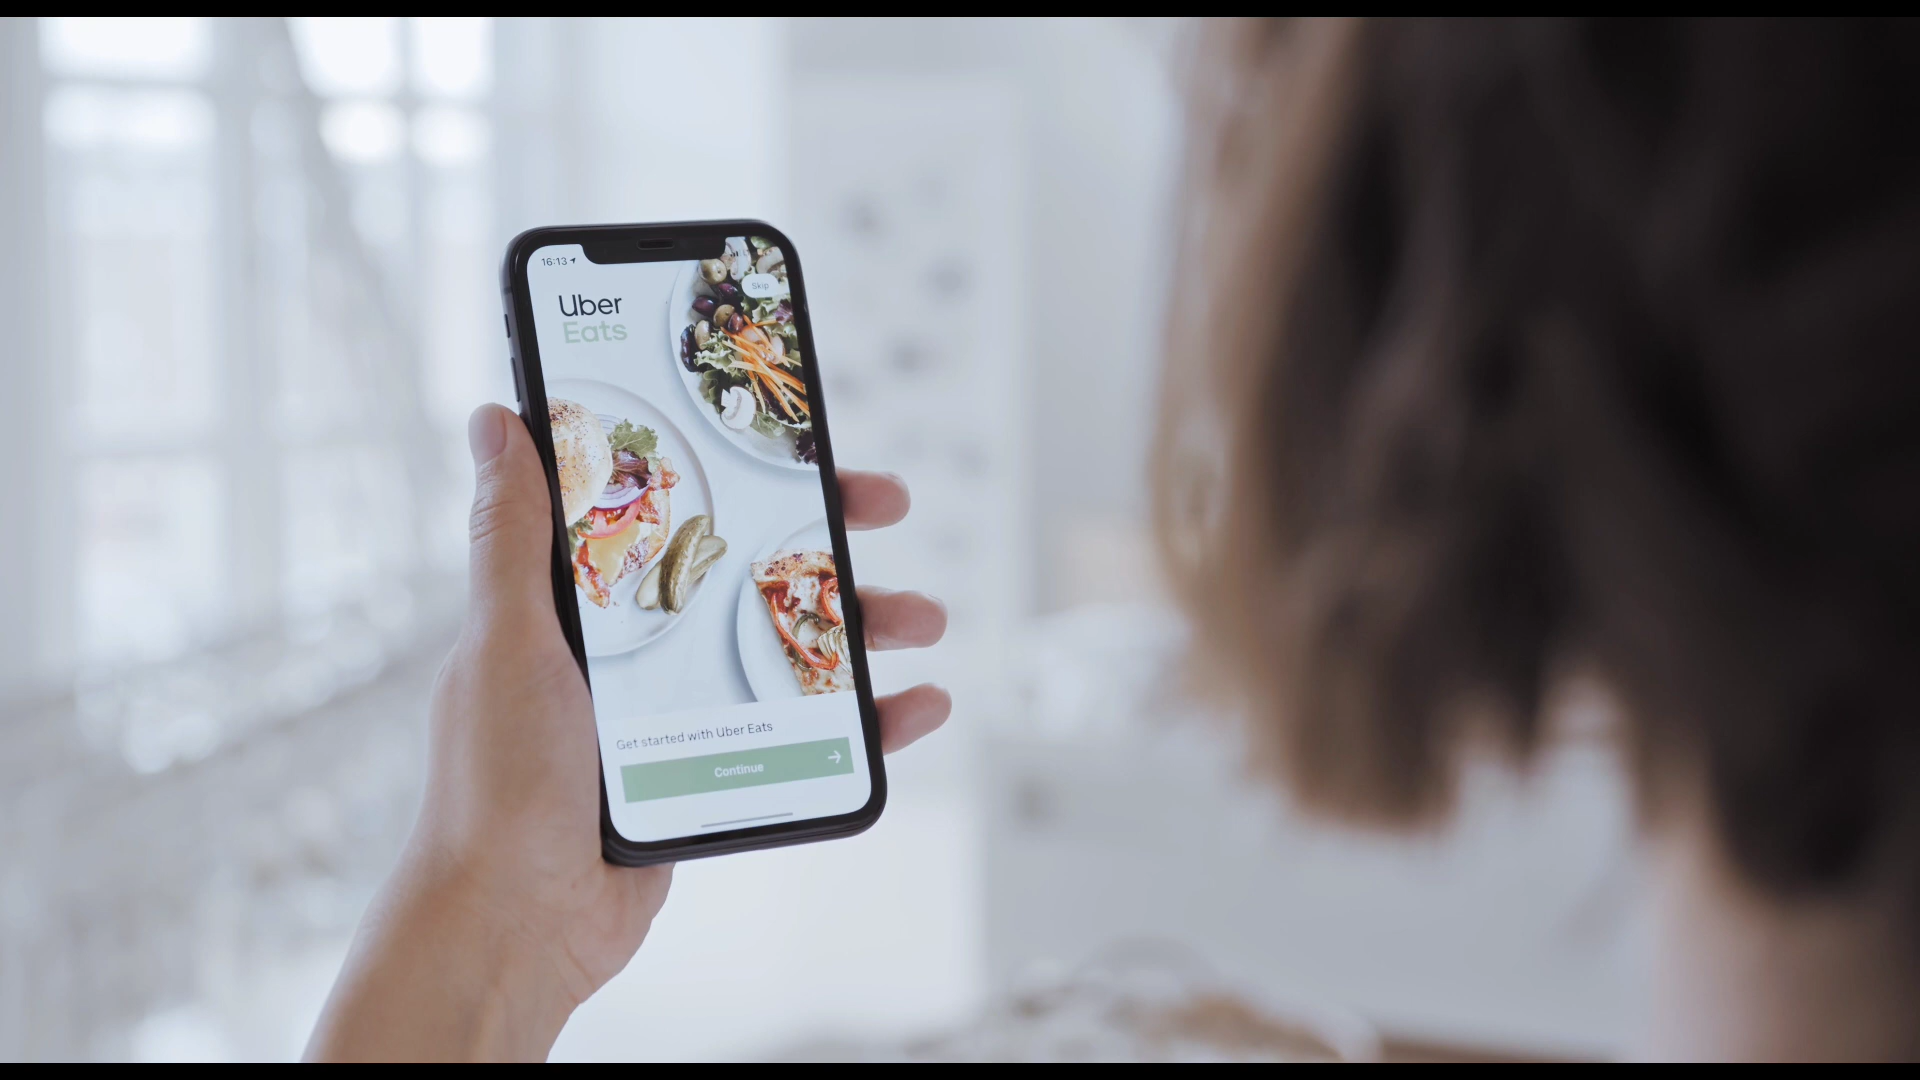 16:13
Skip
Uber
Eats
Get started with Uber Eats
Continue